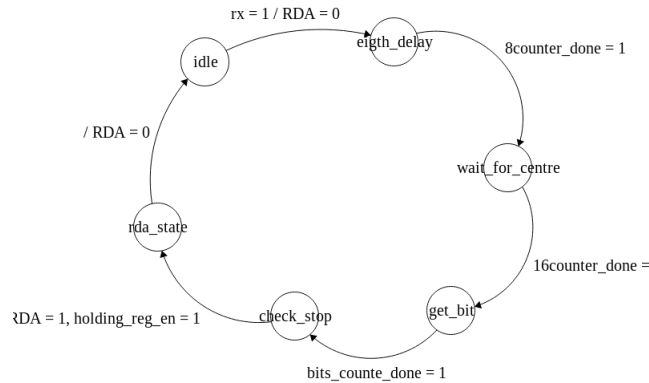 rx = 1 / RDA = 0
eigth_delay
idle
8counter_done = 1
/ RDA = 0
wait_for_centre
rda_state
16counter_done =
get_bit
check_stop
RDA = 1, holding_reg_en = 1
bits_counte_done = 1